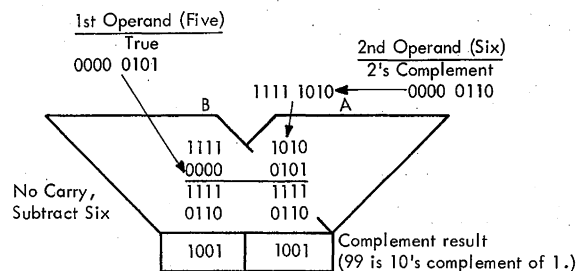 1st Operand (Five)
True
0000 0101
2nd Operand (Six)
2's Complement
1111 1010
0000 0110
B
A
1111 1010
0000 0101
1111 1111
0110 0110
No Carry,
Subtract Six
1001 1001
Complement result
(99 is 10's complement of 1.)